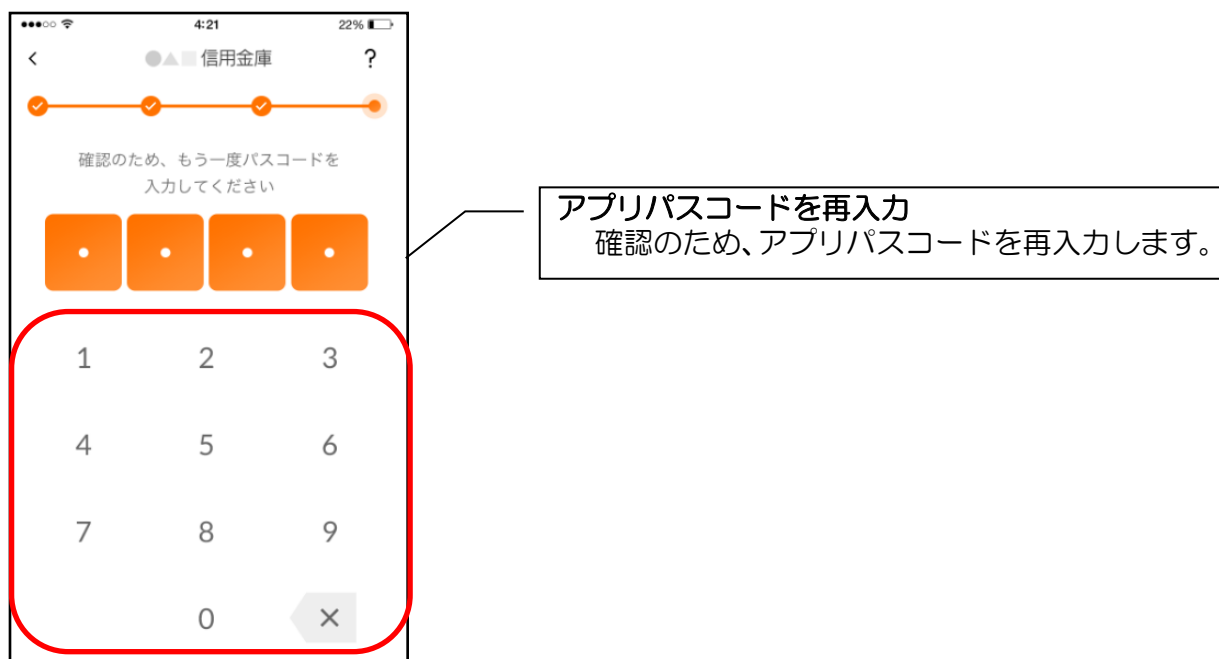 4:21
22%
< ●▲■信用金庫 ?
確認のため、もう一度パスコードを
入力してください
アプリパスコードを再入力
確認のため、アプリパスコードを再入力します。
1 2 3
4 5 6
7 8 9
0 ×